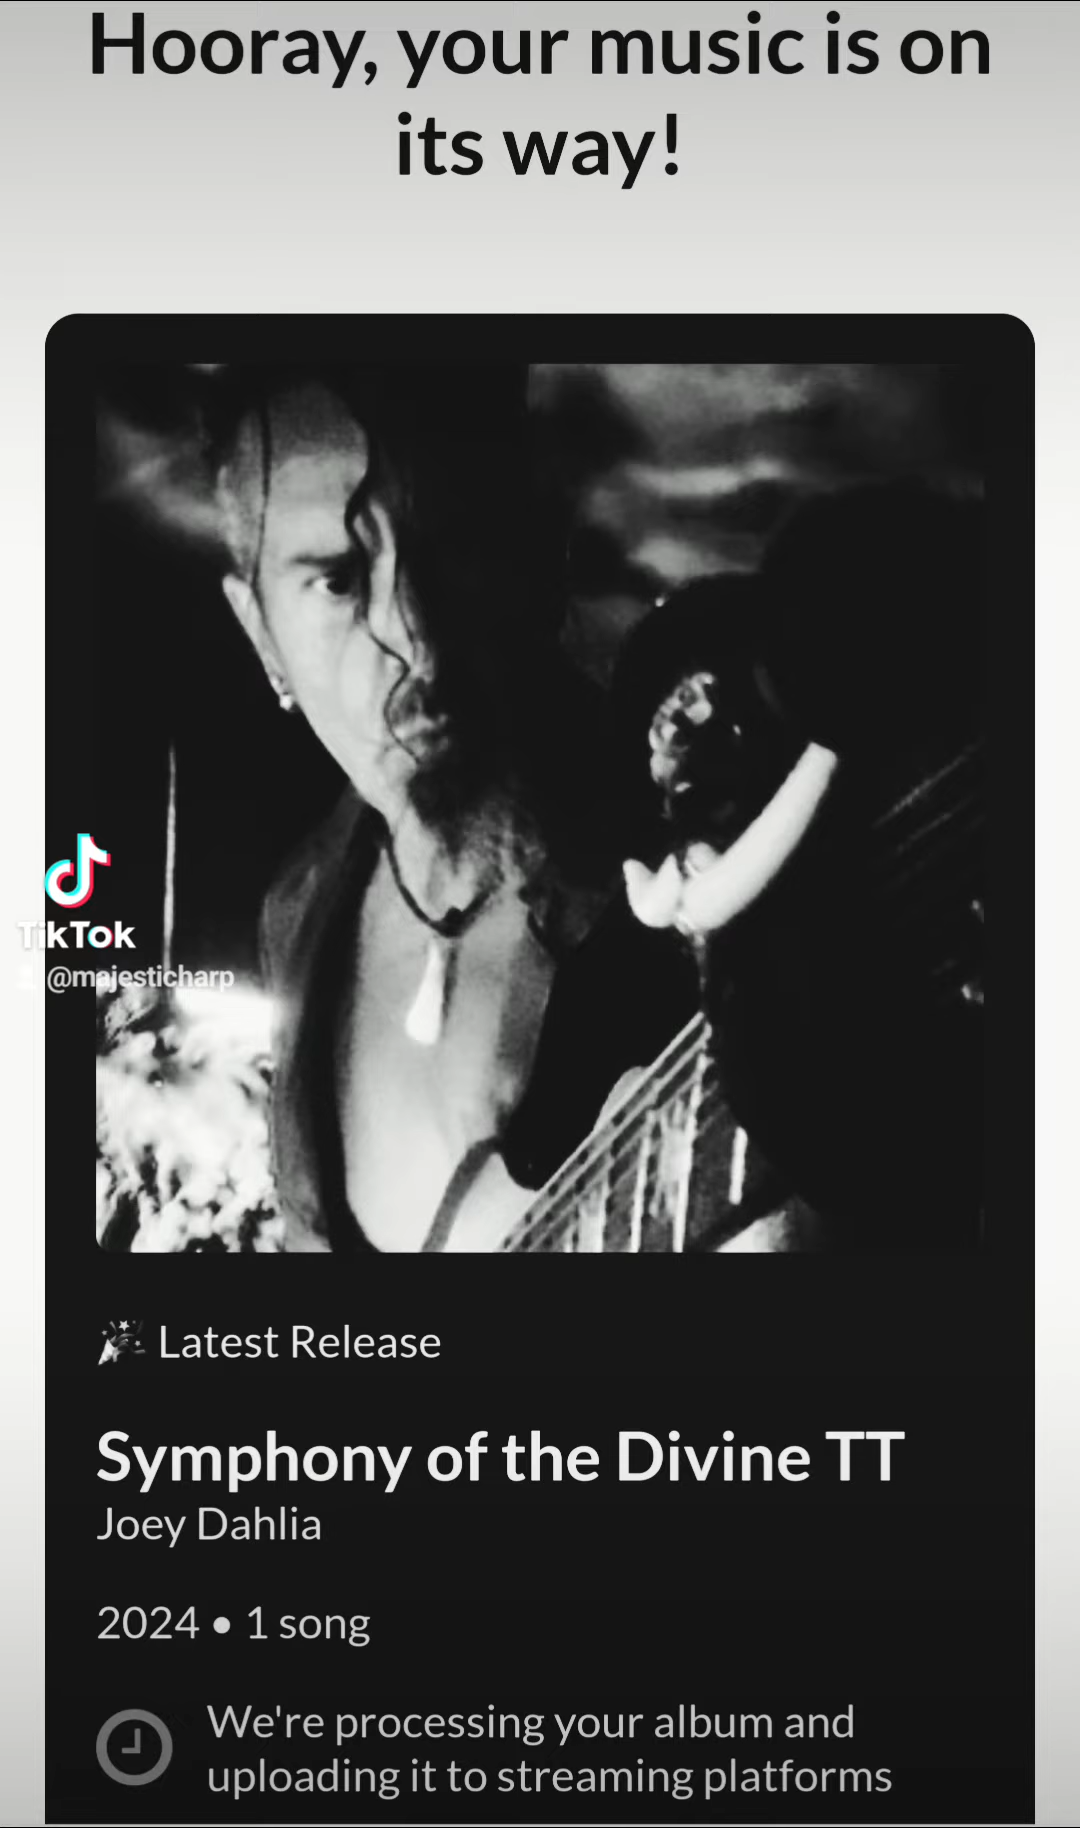 Hooray, your music is on
its way!
TikTok
@majesticharp
Latest Release
Symphony of the Divine TT
Joey Dahlia
2024 • 1 song
We're processing your album and
uploading it to streaming platforms